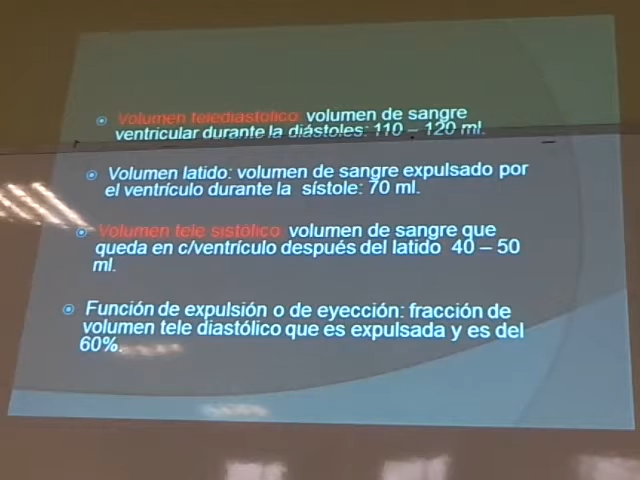 Volumen telediastólico: volumen de sangre
ventricular durante la diástoles: 110 – 120 ml.
Volumen latido: volumen de sangre expulsado por
el ventrículo durante la sístole: 70 ml.
Volumen tele sistólico: volumen de sangre que
queda en c/ventrículo después del latido 40 – 50
ml.
Función de expulsión o de eyección: fracción de
volumen tele diastólico que es expulsada y es del
60%.